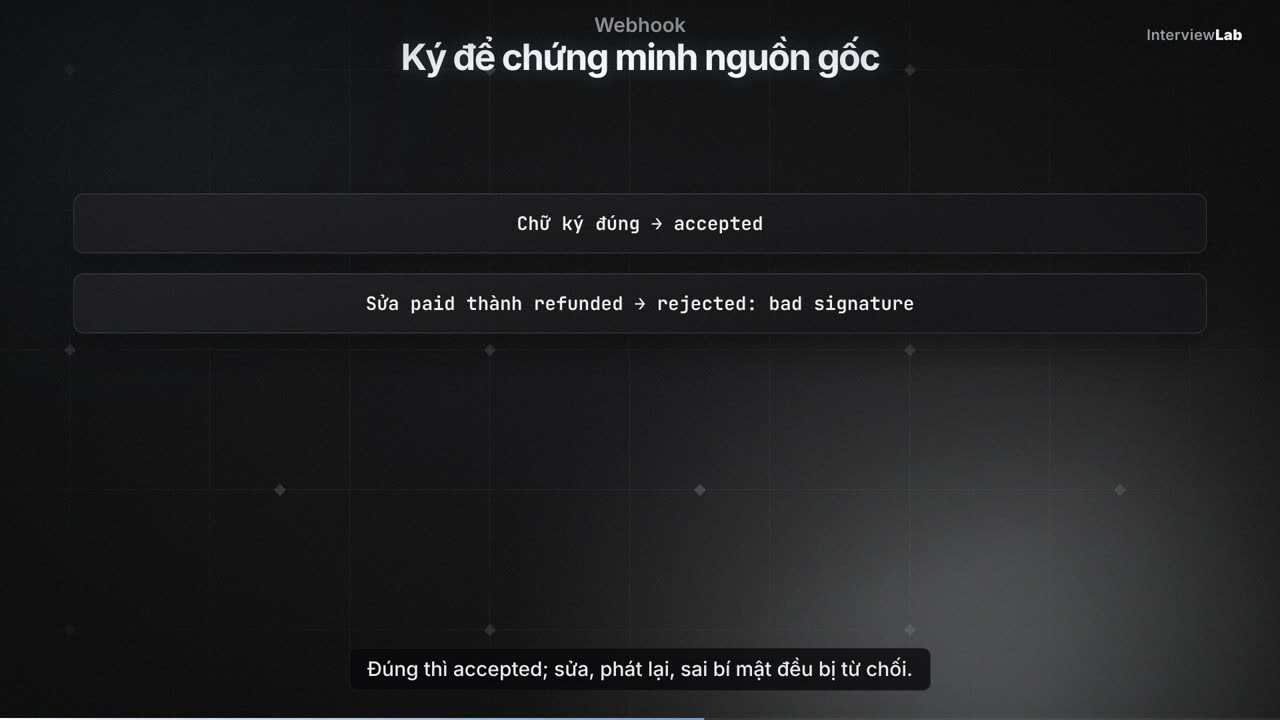 Webhook
Ký để chứng minh nguồn gốc
InterviewLab
Chữ ký đúng → accepted
Sửa paid thành refunded → rejected: bad signature
Đúng thì accepted; sửa, phát lại, sai bí mật đều bị từ chối.